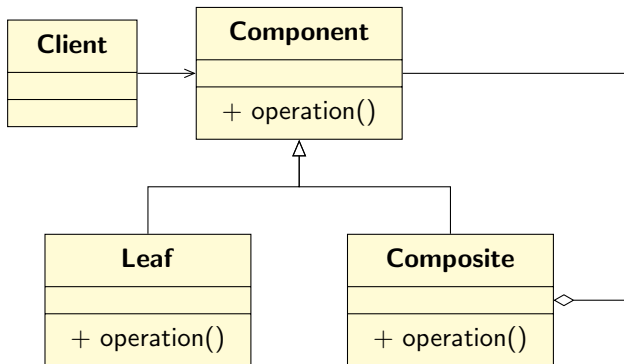 Client
Component
+ operation()
Leaf
+ operation()
Composite
+ operation()